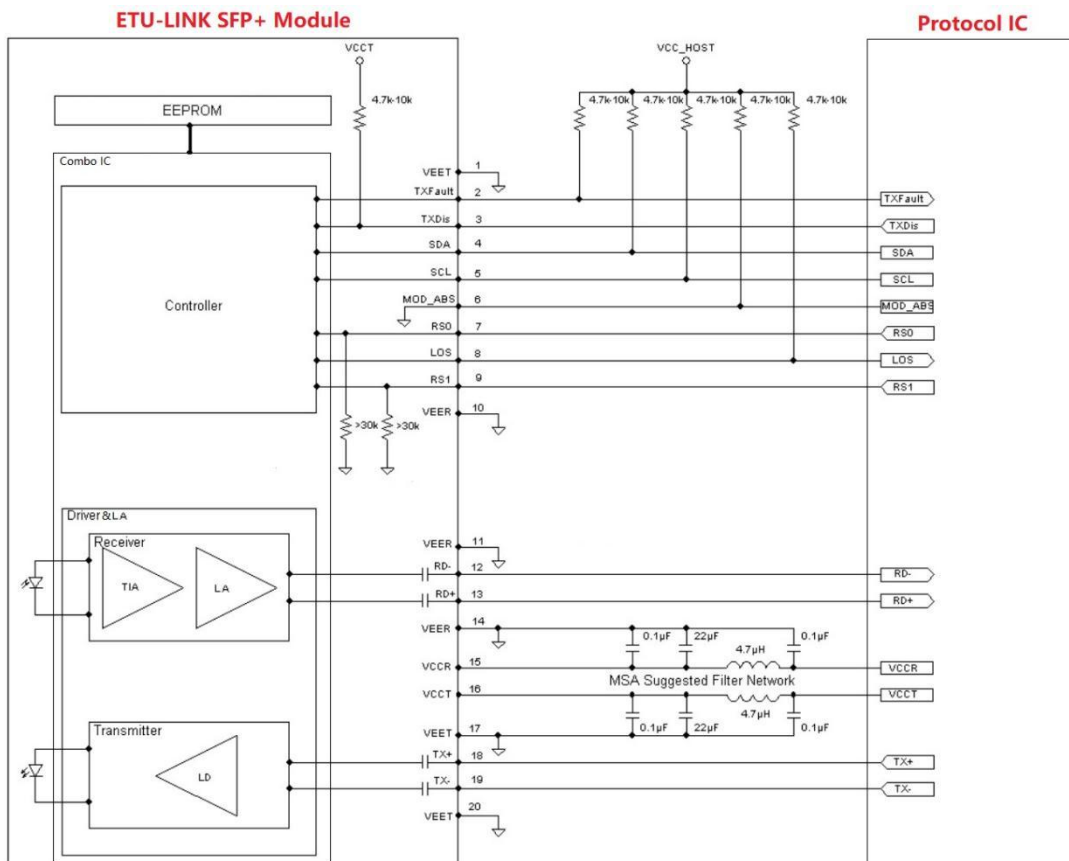 ETU-LINK SFP+ Module
Protocol IC
VCCT
VCC_HOST
4.7k-10k
4.7k-10k 4.7k-10k 4.7k-10k 4.7k-10k 4.7k-10k
EEPROM
Combo IC
Controller
VEET 1
TXFault 2 TXFault
TXDis 3 TXDis
SDA 4 SDA
SCL 5 SCL
MOD_ABS 6 MOD_ABS
RS0 7 RS0
LOS 8 LOS
RS1 9 RS1
VEER 10
>30k >30k
Driver&LA
Receiver
TIA LA
VEER 11
RD- 12 RD-
RD+ 13 RD+
VEER 14
0.1μF 22μF 4.7μH 0.1μF
VCCR 15 VCCR
MSA Suggested Filter Network
VCCT 16 VCCT
0.1μF 22μF 4.7μH 0.1μF
VEET 17
Transmitter
LD
TX+ 18 TX+
TX- 19 TX-
VEET 20